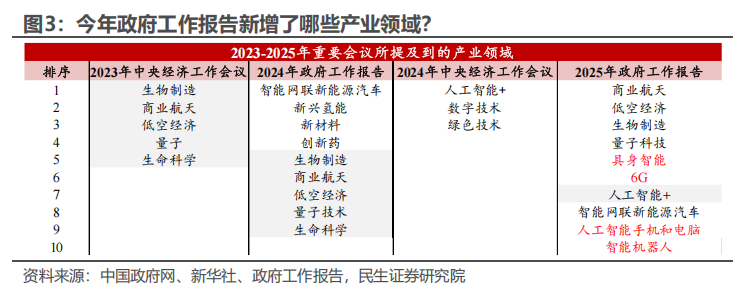 图3：今年政府工作报告新增了哪些产业领域？
2023-2025年重要会议所提及到的产业领域
排序 2023年中央经济工作会议 2024年政府工作报告 2024年中央经济工作会议 2025年政府工作报告
1 生物制造 智能网联新能源汽车 人工智能+ 商业航天
2 商业航天 新兴氢能 数字技术 低空经济
3 低空经济 新材料 绿色技术 生物制造
4 量子 创新药 量子科技
5 生命科学 生物制造 具身智能
6 商业航天 6G
7 低空经济 人工智能+
8 量子技术 智能网联新能源汽车
9 生命科学 人工智能手机和电脑
10 智能机器人
资料来源：中国政府网、新华社、政府工作报告，民生证券研究院